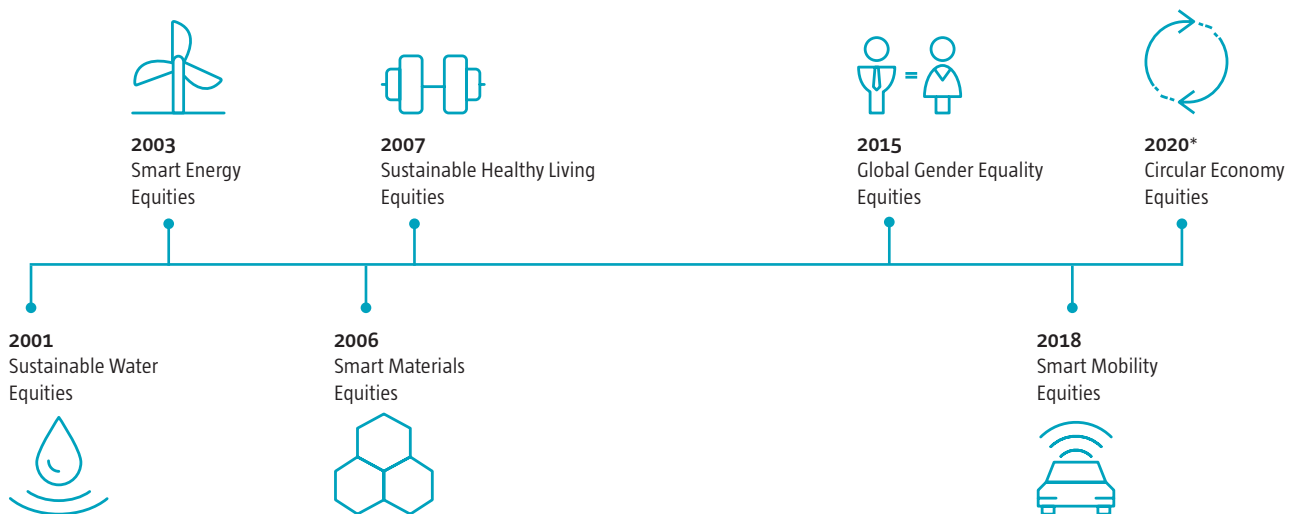 2003
Smart Energy
Equities
2007
Sustainable Healthy Living
Equities
2015
Global Gender Equality
Equities
2020*
Circular Economy
Equities
2001
Sustainable Water
Equities
2006
Smart Materials
Equities
2018
Smart Mobility
Equities